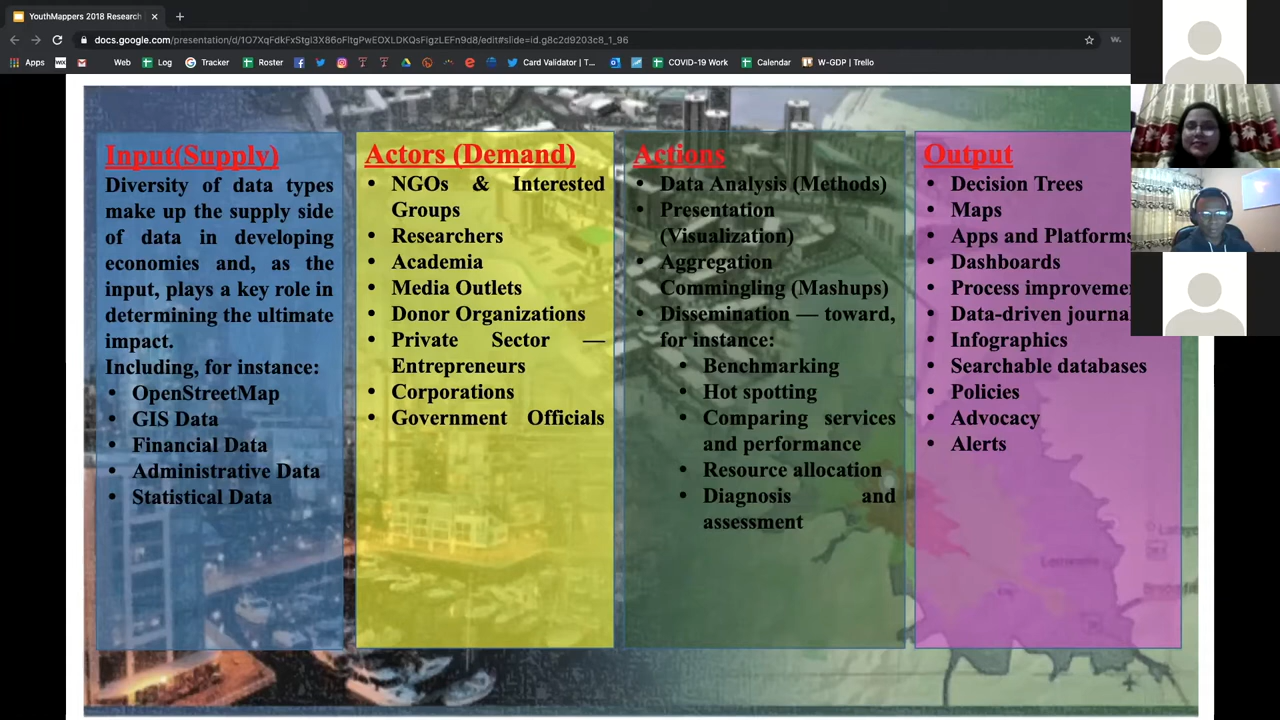 YouthMappers 2018 Research
docs.google.com/presentation/d/1O7XqFdkFxStgI3X86oFltgPwEOXLDKQsFigzLEFn9d8/edit#slide=id.g8c2d9203c8_1_96
Apps
WIX
Web
Log
Tracker
Roster
Card Validator | T...
COVID-19 Work
Calendar
W-GDP | Trello
Input(Supply)
Diversity of data types
make up the supply side
of data in developing
economies and, as the
input, plays a key role in
determining the ultimate
impact.
Including, for instance:
• OpenStreetMap
• GIS Data
• Financial Data
• Administrative Data
• Statistical Data
Actors (Demand)
• NGOs & Interested
Groups
• Researchers
• Academia
• Media Outlets
• Donor Organizations
• Private Sector —
Entrepreneurs
• Corporations
• Government Officials
Actions
• Data Analysis (Methods)
• Presentation
(Visualization)
• Aggregation
Commingling (Mashups)
• Dissemination — toward,
for instance:
• Benchmarking
• Hot spotting
• Comparing services
and performance
• Resource allocation
• Diagnosis and
assessment
Output
• Decision Trees
• Maps
• Apps and Platforms
• Dashboards
• Process improvemen
• Data-driven journa
• Infographics
• Searchable databases
• Policies
• Advocacy
• Alerts